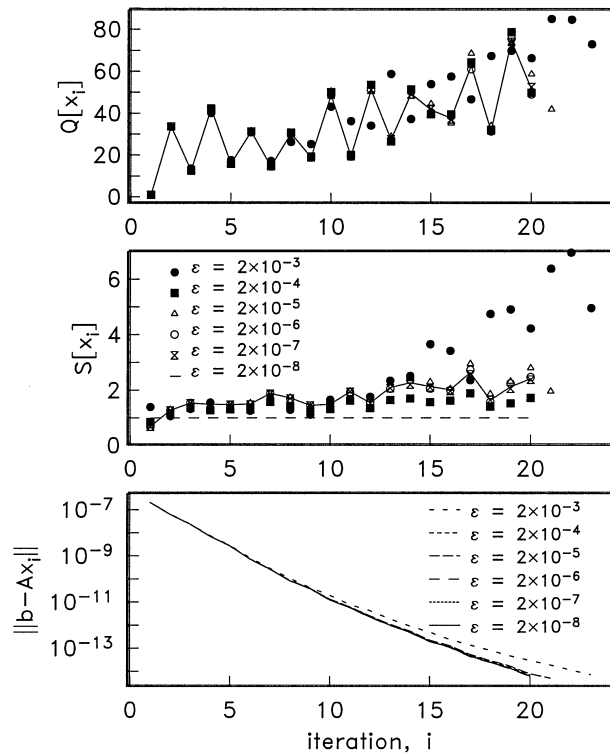 80
60
40
20
0
Q[x_i]
0 5 10 15 20
6
4
2
0
S[x_i]
ε = 2×10⁻³
ε = 2×10⁻⁴
ε = 2×10⁻⁵
ε = 2×10⁻⁶
ε = 2×10⁻⁷
ε = 2×10⁻⁸
0 5 10 15 20
10⁻⁷
10⁻⁹
10⁻¹¹
10⁻¹³
||b−Ax_i||
ε = 2×10⁻³
ε = 2×10⁻⁴
ε = 2×10⁻⁵
ε = 2×10⁻⁶
ε = 2×10⁻⁷
ε = 2×10⁻⁸
0 5 10 15 20
iteration, i